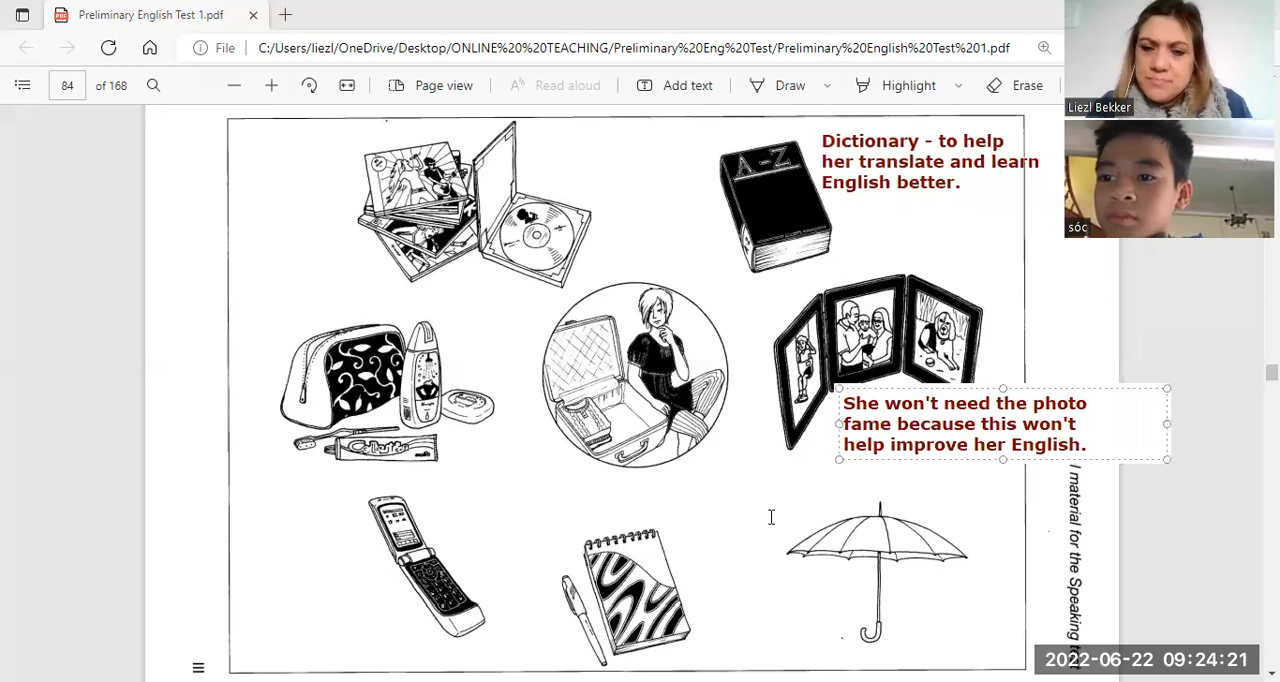 Preliminary English Test 1.pdf
File
C:/Users/liezl/OneDrive/Desktop/ONLINE%20%20TEACHING/Preliminary%20Eng%20Test/Preliminary%20English%20Test%201.pdf
84 of 168
Page view
Read aloud
Add text
Draw
Highlight
Erase
Liezl Bekker
sóc
A-Z
Dictionary - to help
her translate and learn
English better.
She won't need the photo
fame because this won't
help improve her English.
l material for the Speaking te
2022-06-22 09:24:21